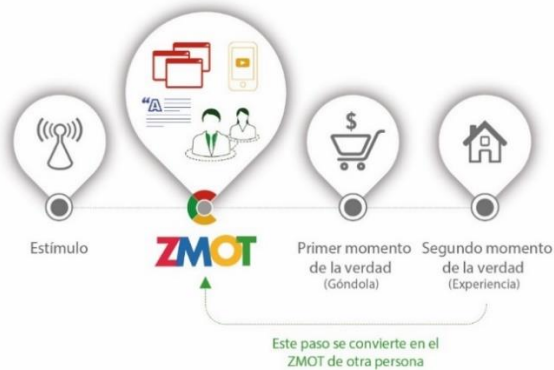 “A
$
Estímulo
ZMOT
Primer momento
de la verdad
(Góndola)
Segundo momento
de la verdad
(Experiencia)
Este paso se convierte en el
ZMOT de otra persona